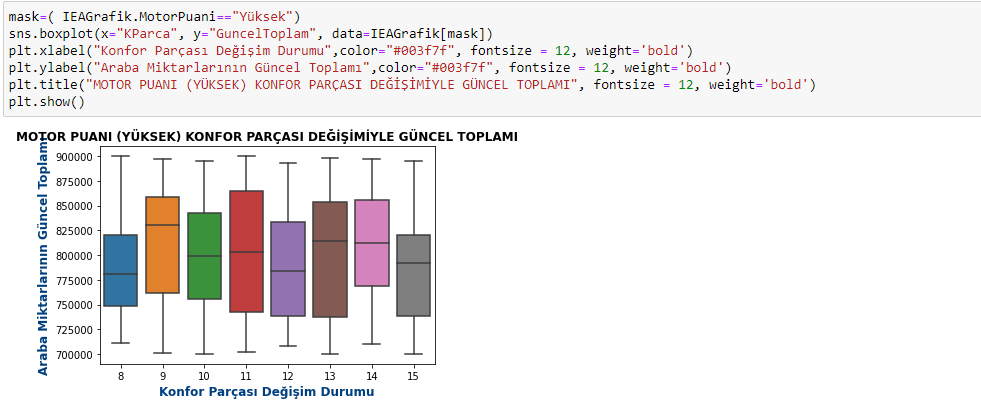 mask=( IEAGrafik.MotorPuani=="Yüksek")
sns.boxplot(x="KParca", y="GuncelToplam", data=IEAGrafik[mask])
plt.xlabel("Konfor Parçası Değişim Durumu",color="#003f7f", fontsize = 12, weight='bold')
plt.ylabel("Araba Miktarlarının Güncel Toplamı",color="#003f7f", fontsize = 12, weight='bold')
plt.title("MOTOR PUANI (YÜKSEK) KONFOR PARÇASI DEĞİŞİMİYLE GÜNCEL TOPLAMI", fontsize = 12, weight='bold')
plt.show()
MOTOR PUANI (YÜKSEK) KONFOR PARÇASI DEĞİŞİMİYLE GÜNCEL TOPLAMI
Araba Miktarlarının Güncel Toplamı
900000
875000
850000
825000
800000
775000
750000
725000
700000
8 9 10 11 12 13 14 15
Konfor Parçası Değişim Durumu